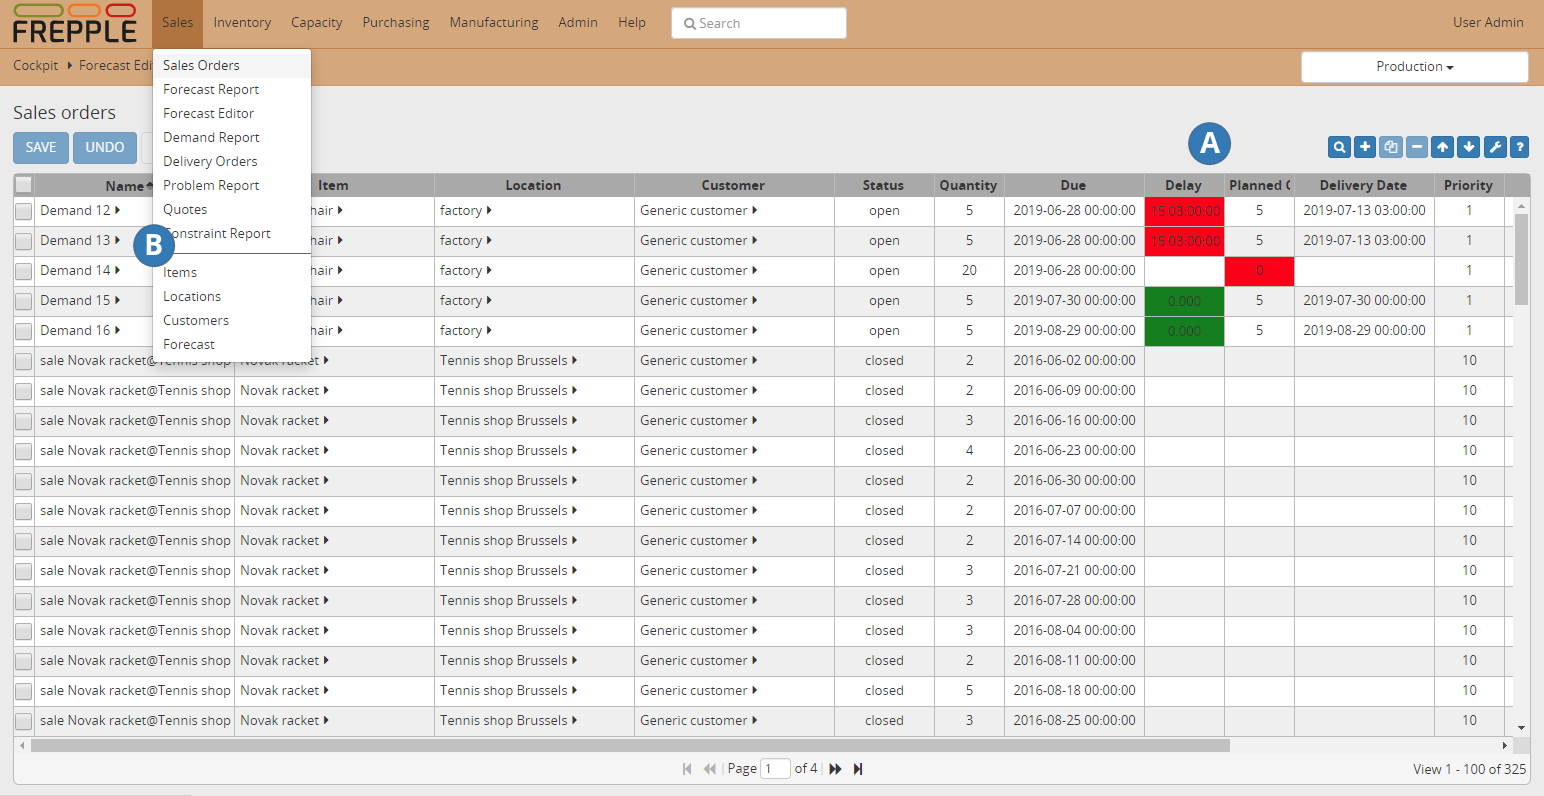 FREPPLE Sales Inventory Capacity Purchasing Manufacturing Admin Help Search User Admin
Cockpit Forecast Edi Production
Sales Orders
Forecast Report
Forecast Editor
Demand Report
Delivery Orders
Problem Report
Quotes
Constraint Report
Items
Locations
Customers
Forecast
Sales orders
SAVE UNDO
A
B
Name Item Location Customer Status Quantity Due Delay Planned Delivery Date Priority
Demand 12 hair factory Generic customer open 5 2019-06-28 00:00:00 15 03:00:00 5 2019-07-13 03:00:00 1
Demand 13 hair factory Generic customer open 5 2019-06-28 00:00:00 15 03:00:00 5 2019-07-13 03:00:00 1
Demand 14 hair factory Generic customer open 20 2019-06-28 00:00:00 0 1
Demand 15 hair factory Generic customer open 5 2019-07-30 00:00:00 0.000 5 2019-07-30 00:00:00 1
Demand 16 hair factory Generic customer open 5 2019-08-29 00:00:00 0.000 5 2019-08-29 00:00:00 1
sale Novak racket@Tennis shop Novak racket Tennis shop Brussels Generic customer closed 2 2016-06-02 00:00:00 10
sale Novak racket@Tennis shop Novak racket Tennis shop Brussels Generic customer closed 2 2016-06-09 00:00:00 10
sale Novak racket@Tennis shop Novak racket Tennis shop Brussels Generic customer closed 3 2016-06-16 00:00:00 10
sale Novak racket@Tennis shop Novak racket Tennis shop Brussels Generic customer closed 4 2016-06-23 00:00:00 10
sale Novak racket@Tennis shop Novak racket Tennis shop Brussels Generic customer closed 2 2016-06-30 00:00:00 10
sale Novak racket@Tennis shop Novak racket Tennis shop Brussels Generic customer closed 2 2016-07-07 00:00:00 10
sale Novak racket@Tennis shop Novak racket Tennis shop Brussels Generic customer closed 2 2016-07-14 00:00:00 10
sale Novak racket@Tennis shop Novak racket Tennis shop Brussels Generic customer closed 3 2016-07-21 00:00:00 10
sale Novak racket@Tennis shop Novak racket Tennis shop Brussels Generic customer closed 3 2016-07-28 00:00:00 10
sale Novak racket@Tennis shop Novak racket Tennis shop Brussels Generic customer closed 3 2016-08-04 00:00:00 10
sale Novak racket@Tennis shop Novak racket Tennis shop Brussels Generic customer closed 2 2016-08-11 00:00:00 10
sale Novak racket@Tennis shop Novak racket Tennis shop Brussels Generic customer closed 5 2016-08-18 00:00:00 10
sale Novak racket@Tennis shop Novak racket Tennis shop Brussels Generic customer closed 3 2016-08-25 00:00:00 10
Page 1 of 4 View 1 - 100 of 325